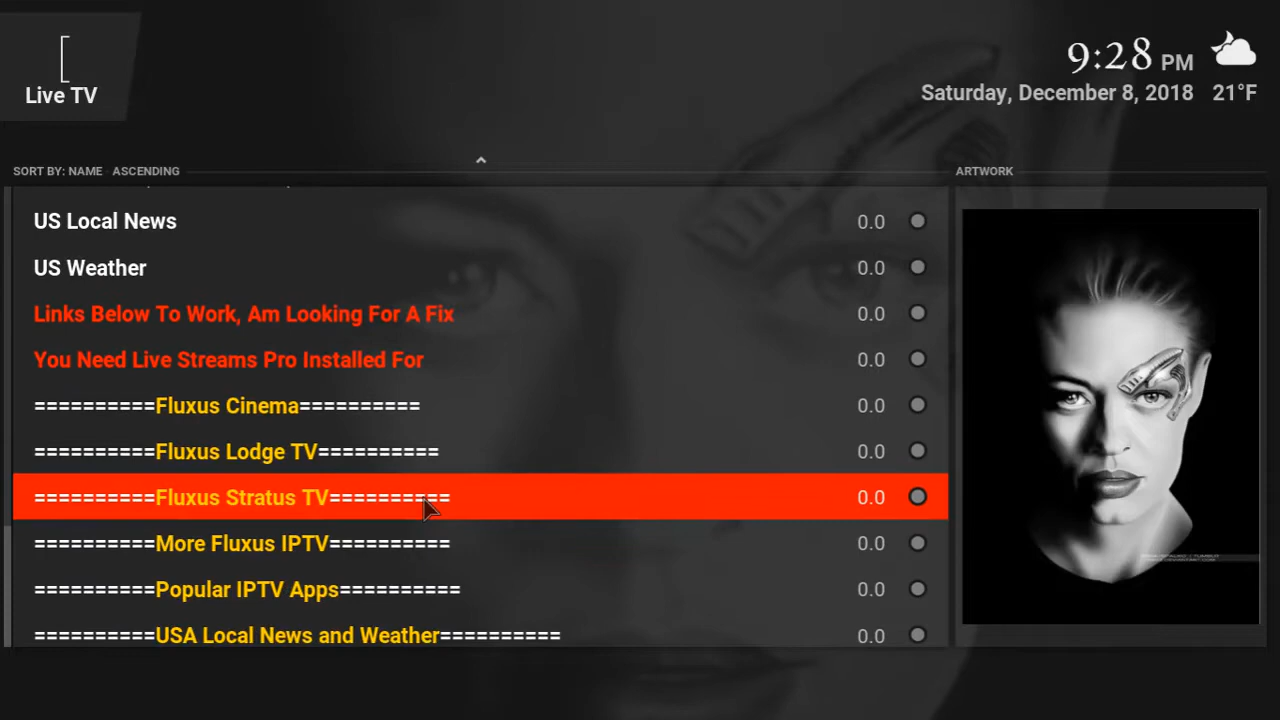 [
Live TV
9:28 PM
Saturday, December 8, 2018 21°F
SORT BY: NAME · ASCENDING
ARTWORK
US Local News 0.0
US Weather 0.0
Links Below To Work, Am Looking For A Fix 0.0
You Need Live Streams Pro Installed For 0.0
==========Fluxus Cinema========== 0.0
==========Fluxus Lodge TV========== 0.0
==========Fluxus Stratus TV========== 0.0
==========More Fluxus IPTV========== 0.0
==========Popular IPTV Apps========== 0.0
==========USA Local News and Weather========== 0.0